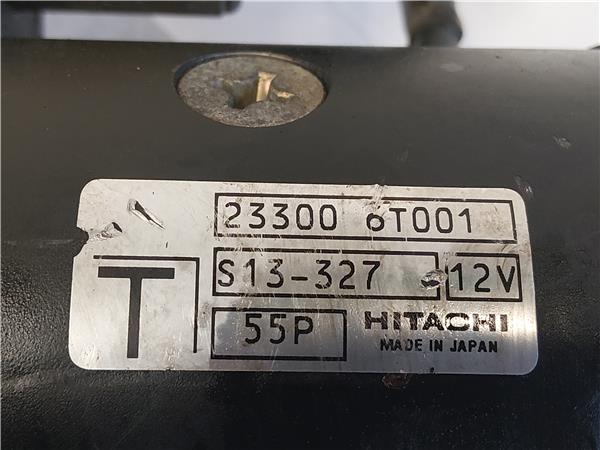 23300 6T001
S13-327 12V
T
55P HITACHI
MADE IN JAPAN